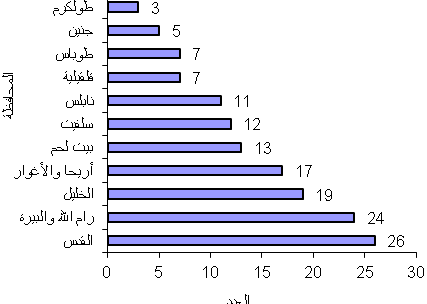 طولكرم 3
جنين 5
طوباس 7
قلقيلية 7
نابلس 11
سلفيت 12
بيت لحم 13
أريحا والأغوار 17
الخليل 19
رام الله والبيرة 24
القدس 26
المحافظة
0 5 10 15 20 25 30
العدد